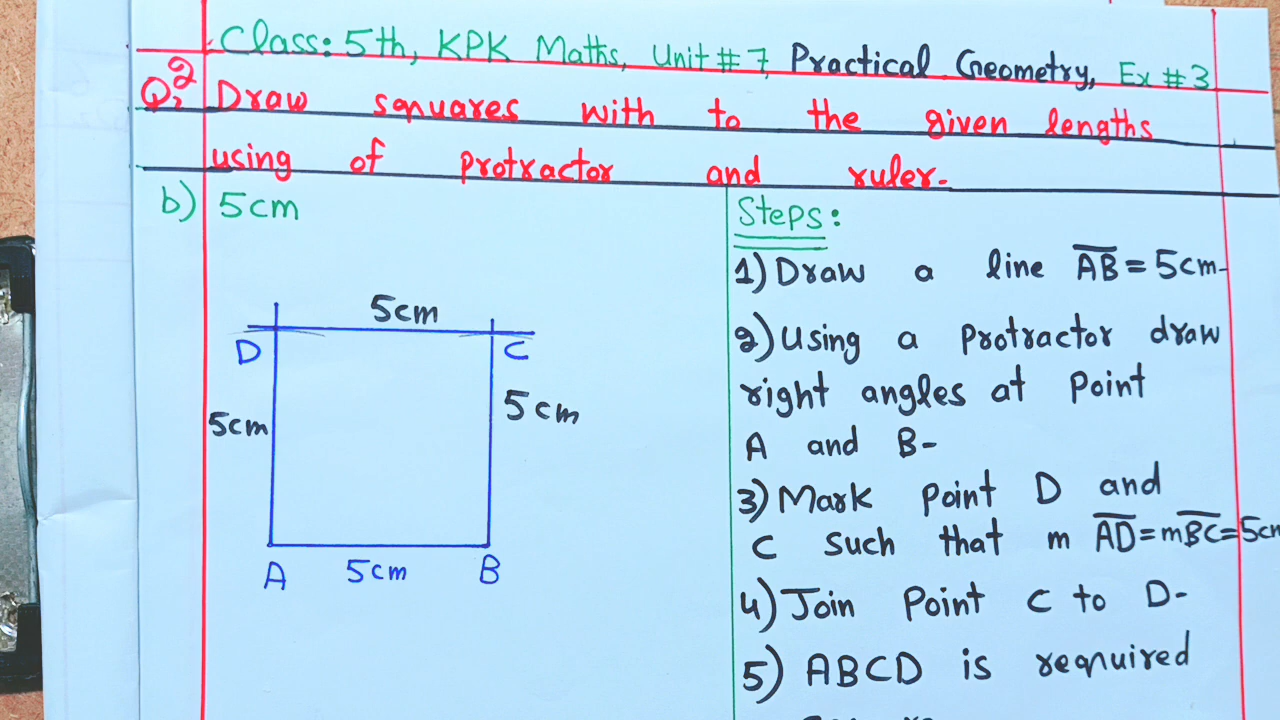 Class: 5th, KPK Maths, Unit # 7, Practical Geometry, Ex # 3
Q2, Draw squares with to the given lengths
using of protractor and ruler.
b) 5cm
5cm
D C
5cm 5cm
A 5cm B
Steps:
1) Draw a line AB = 5cm-
2) Using a protractor draw
right angles at Point
A and B-
3) Mark Point D and
C such that m AD = mBC = 5cm
4) Join Point C to D-
5) ABCD is required